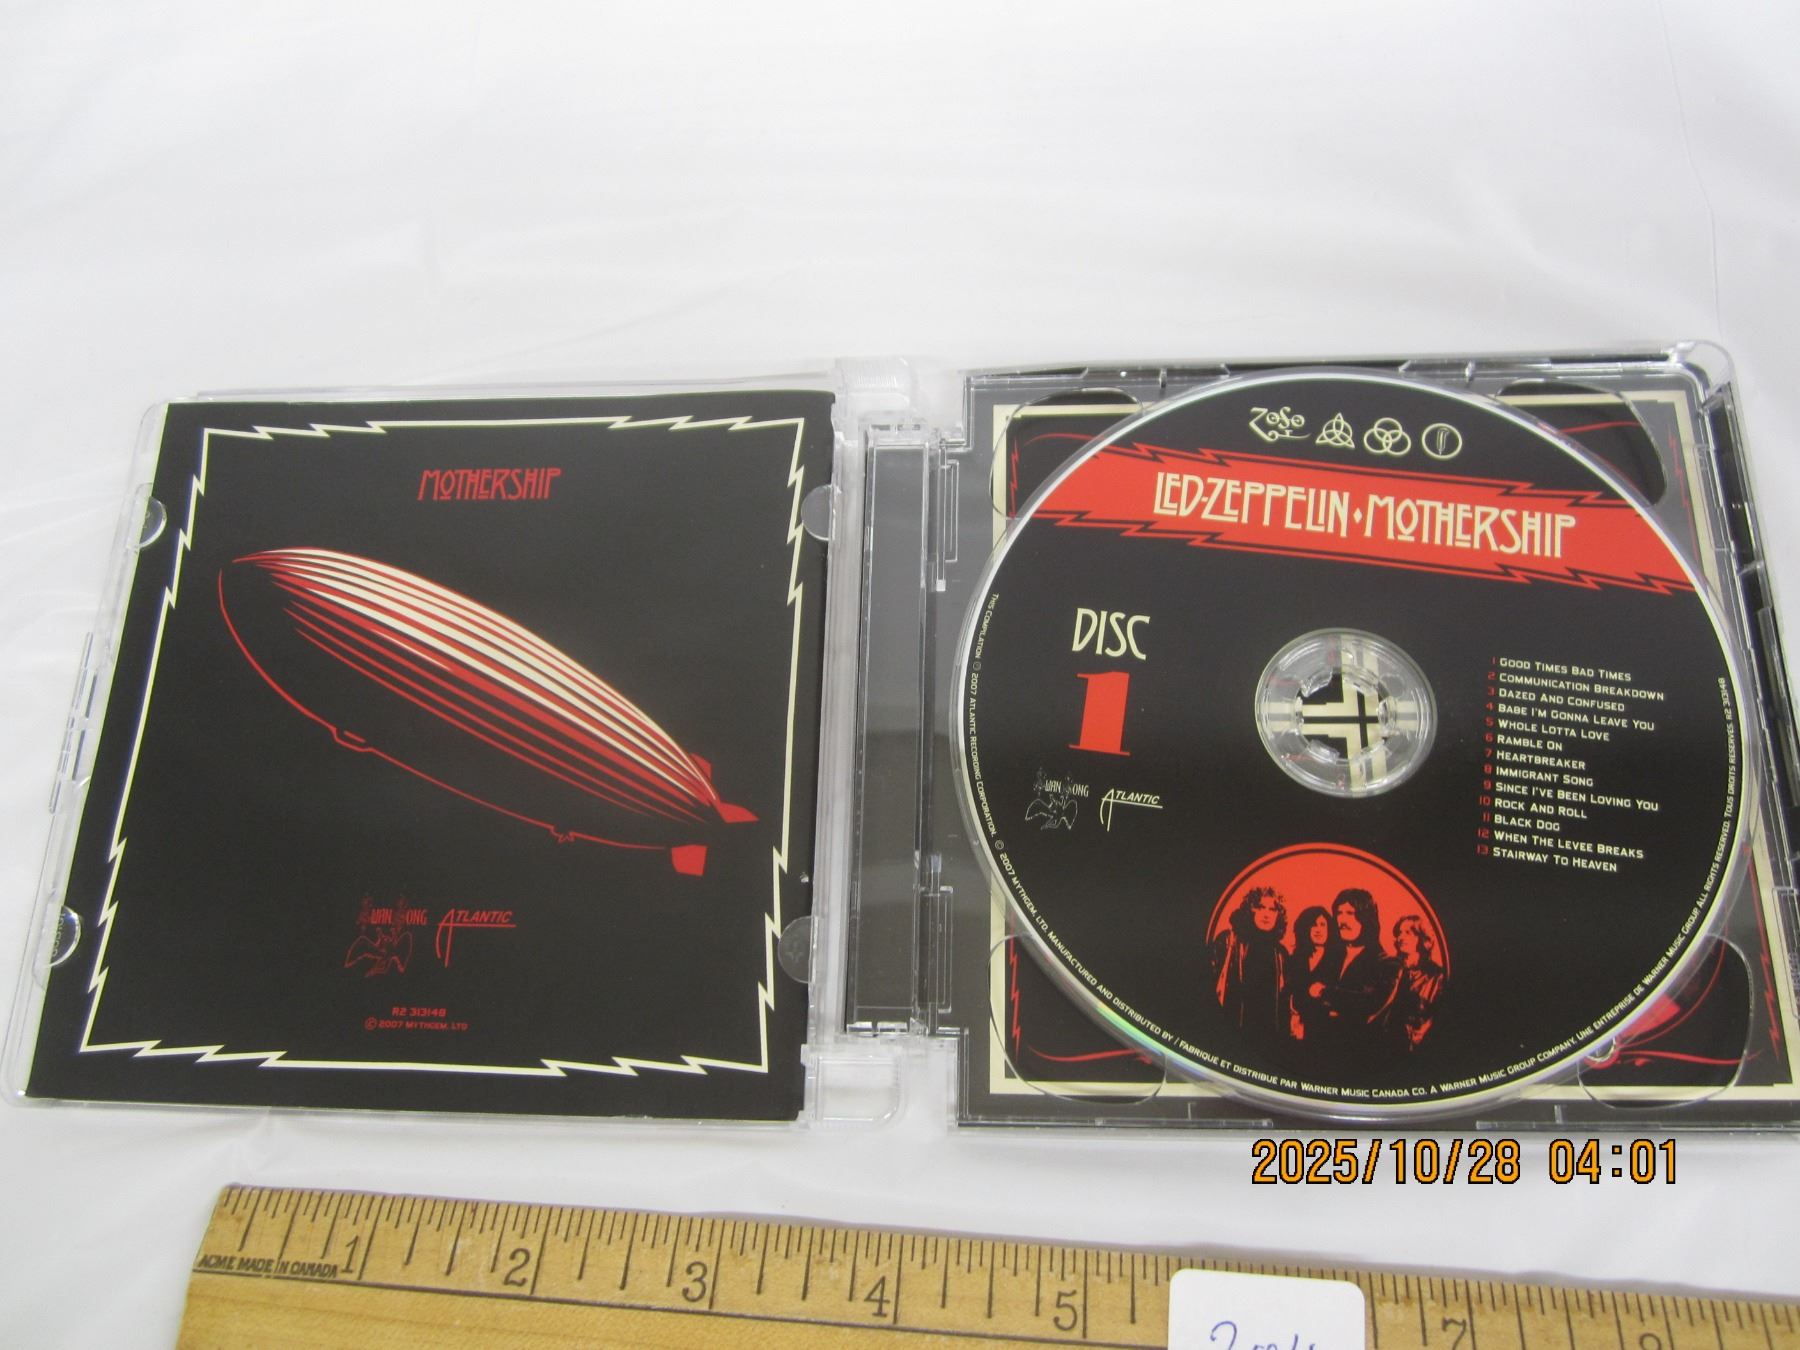 MOTHERSHIP
SWAN SONG
ATLANTIC
R2 313148
© 2007 MYTHGEM, LTD
ZOSO
LED-ZEPPELIN♦MOTHERSHIP
DISC
1
SWAN SONG
ATLANTIC
1 GOOD TIMES BAD TIMES
2 COMMUNICATION BREAKDOWN
3 DAZED AND CONFUSED
4 BABE I'M GONNA LEAVE YOU
5 WHOLE LOTTA LOVE
6 RAMBLE ON
7 HEARTBREAKER
8 IMMIGRANT SONG
9 SINCE I'VE BEEN LOVING YOU
10 ROCK AND ROLL
11 BLACK DOG
12 WHEN THE LEVEE BREAKS
13 STAIRWAY TO HEAVEN
THIS COMPILATION ℗ 2007 ATLANTIC RECORDING CORPORATION. © 2007 MYTHGEM, LTD. MANUFACTURED AND DISTRIBUTED BY / FABRIQUÉ ET DISTRIBUÉ PAR WARNER MUSIC CANADA CO. A WARNER MUSIC GROUP COMPANY, UNE ENTREPRISE DE WARNER MUSIC GROUP. ALL RIGHTS RESERVED. TOUS DROITS RESERVES. R2 313148
2025/10/28 04:01
ACME MADE IN CANADA
1 2 3 4 5 7 8